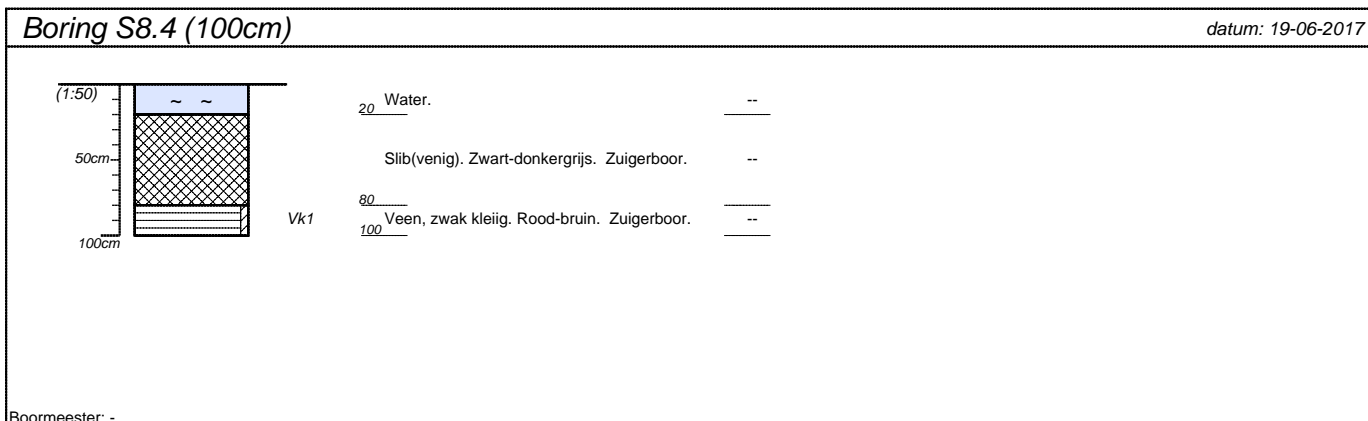 Boring S8.4 (100cm) datum: 19-06-2017
(1:50)
~ ~
20 Water. --
50cm
Slib(venig). Zwart-donkergrijs. Zuigerboor. --
80
Vk1 Veen, zwak kleiig. Rood-bruin. Zuigerboor. --
100
100cm
Boormeester: -